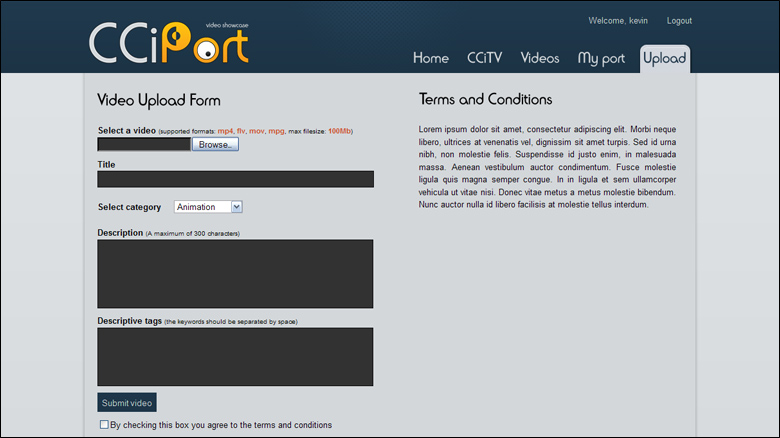 Welcome, kevin Logout
video showcase
CCiPort
Home CCiTV Videos My port Upload
Video Upload Form
Select a video (supported formats: mp4, flv, mov, mpg, max filesize: 100Mb)
Browse..
Title
Select category Animation
Description (A maximum of 300 characters)
Descriptive tags (the keywords should be separated by space)
Submit video
By checking this box you agree to the terms and conditions
Terms and Conditions
Lorem ipsum dolor sit amet, consectetur adipiscing elit. Morbi neque
libero, ultrices at venenatis vel, dignissim sit amet turpis. Sed id urna
nibh, non molestie felis. Suspendisse id justo enim, in malesuada
massa. Aenean vestibulum auctor condimentum. Fusce molestie
ligula quis magna semper congue. In in ligula et sem ullamcorper
vehicula ut vitae nisi. Donec vitae metus a metus molestie bibendum.
Nunc auctor nulla id libero facilisis at molestie tellus interdum.